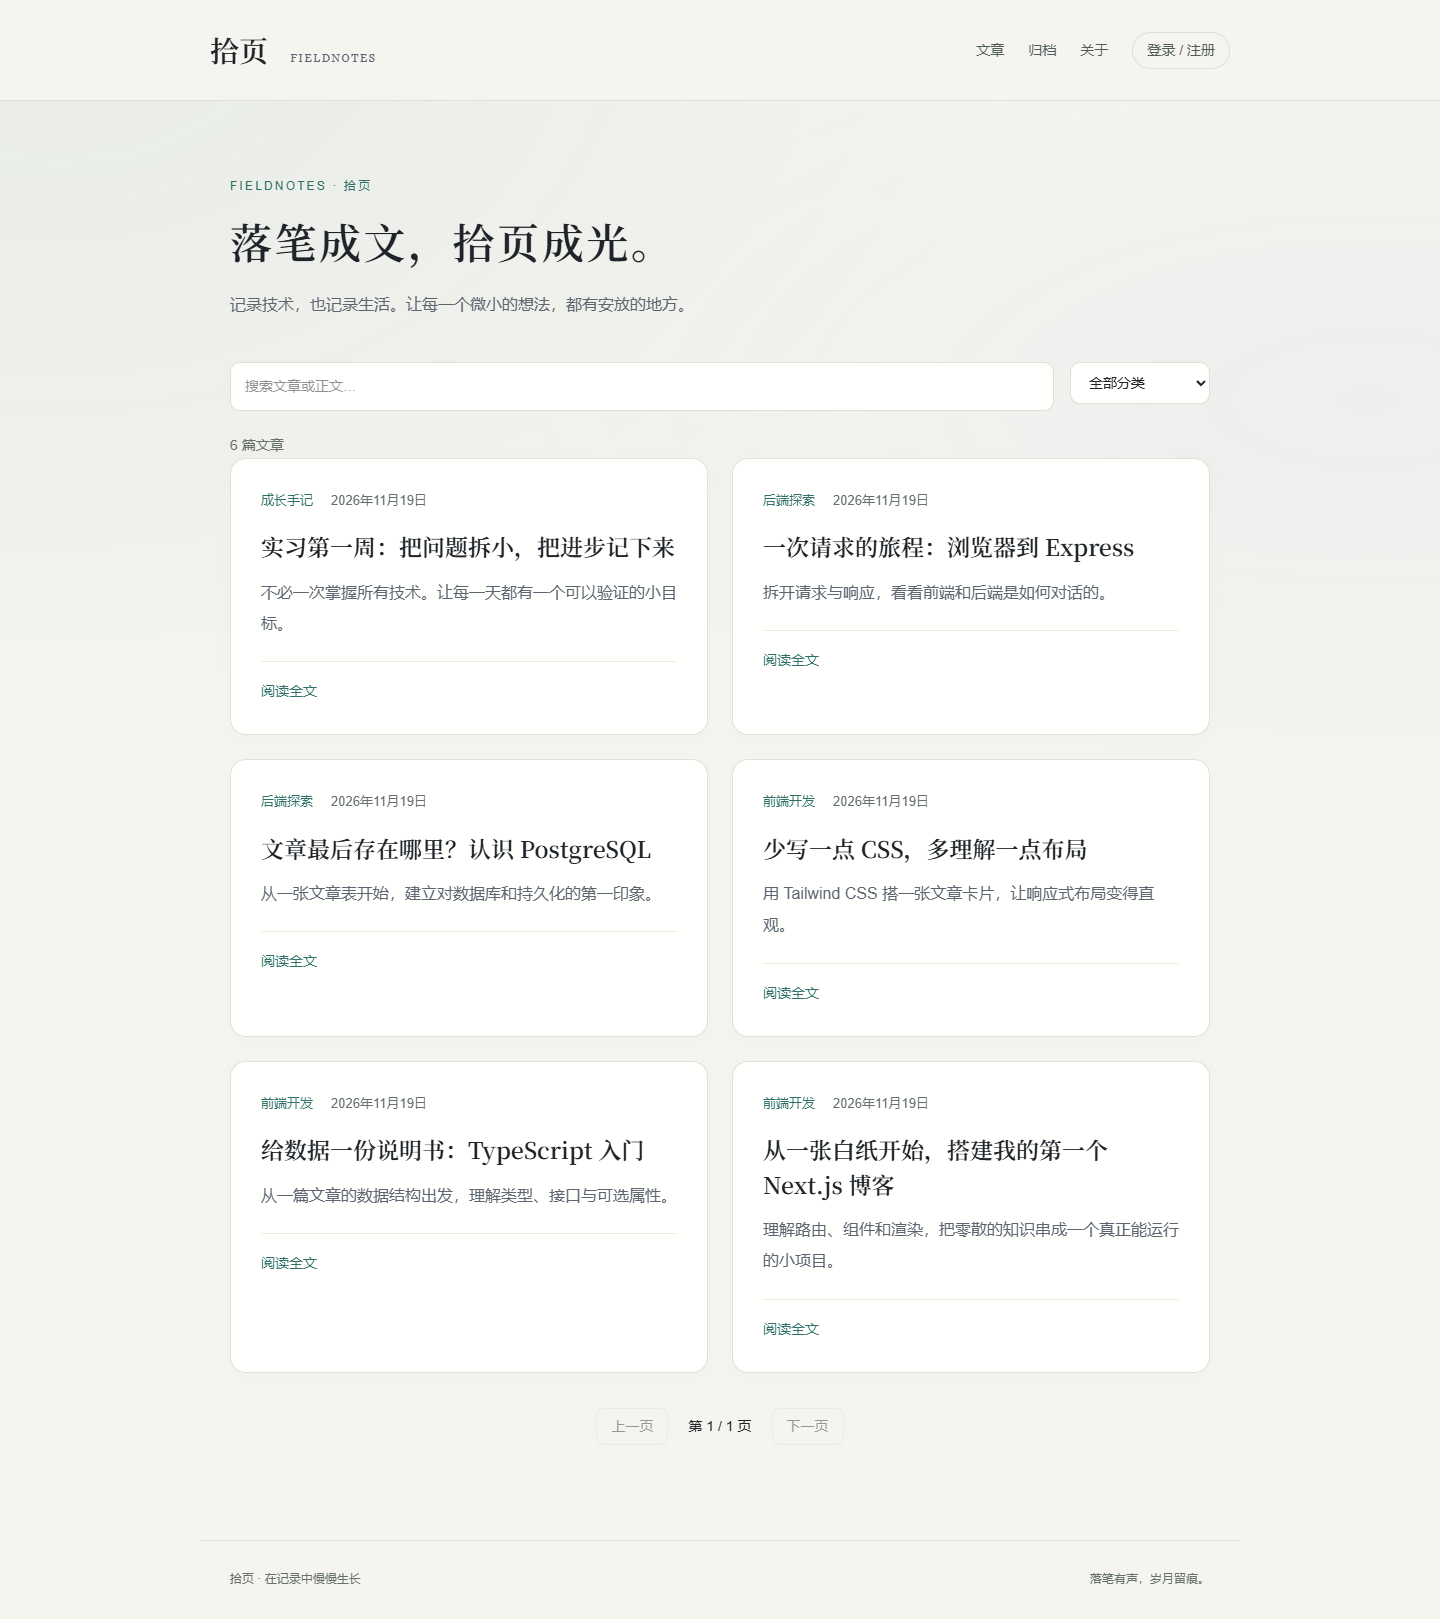 拾页 FIELDNOTES 文章 归档 关于 登录 / 注册
FIELDNOTES · 拾页
落笔成文，拾页成光。
记录技术，也记录生活。让每一个微小的想法，都有安放的地方。
搜索文章或正文... 全部分类
6 篇文章
成长手记 2026年11月19日
实习第一周：把问题拆小，把进步记下来
不必一次掌握所有技术。让每一天都有一个可以验证的小目
标。
阅读全文
后端探索 2026年11月19日
一次请求的旅程：浏览器到 Express
拆开请求与响应，看看前端和后端是如何对话的。
阅读全文
后端探索 2026年11月19日
文章最后存在哪里？认识 PostgreSQL
从一张文章表开始，建立对数据库和持久化的第一印象。
阅读全文
前端开发 2026年11月19日
少写一点 CSS，多理解一点布局
用 Tailwind CSS 搭一张文章卡片，让响应式布局变得直
观。
阅读全文
前端开发 2026年11月19日
给数据一份说明书：TypeScript 入门
从一篇文章的数据结构出发，理解类型、接口与可选属性。
阅读全文
前端开发 2026年11月19日
从一张白纸开始，搭建我的第一个
Next.js 博客
理解路由、组件和渲染，把零散的知识串成一个真正能运行
的小项目。
阅读全文
上一页 第 1 / 1 页 下一页
拾页 · 在记录中慢慢生长 落笔有声，岁月留痕。